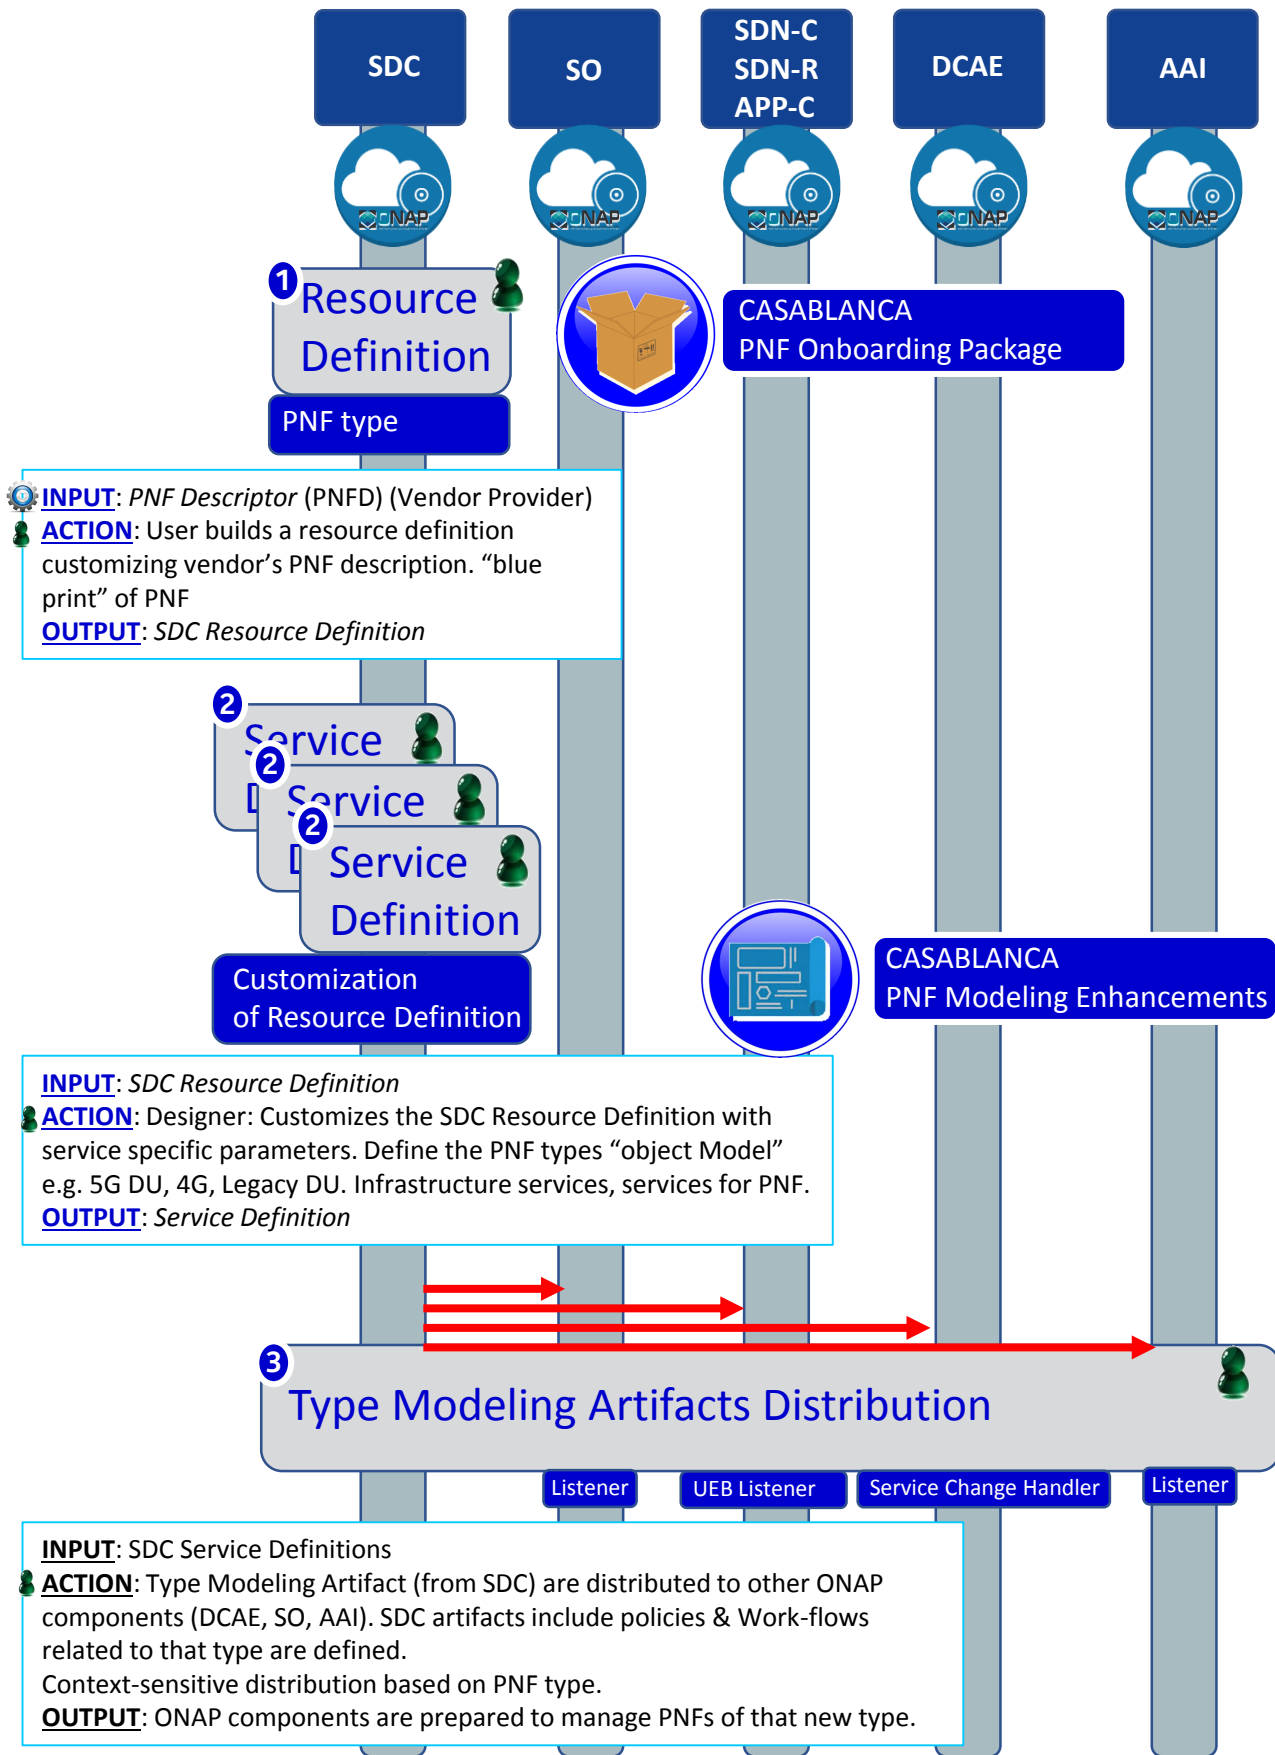 SDC
SO
SDN-C
SDN-R
APP-C
DCAE
AAI
ONAP
ONAP
ONAP
ONAP
ONAP
1
Resource
Definition
PNF type
CASABLANCA
PNF Onboarding Package
INPUT: PNF Descriptor (PNFD) (Vendor Provider)
ACTION: User builds a resource definition
customizing vendor’s PNF description. “blue
print” of PNF
OUTPUT: SDC Resource Definition
2
Service
D
2
Service
D
2
Service
Definition
Customization
of Resource Definition
CASABLANCA
PNF Modeling Enhancements
INPUT: SDC Resource Definition
ACTION: Designer: Customizes the SDC Resource Definition with
service specific parameters. Define the PNF types “object Model”
e.g. 5G DU, 4G, Legacy DU. Infrastructure services, services for PNF.
OUTPUT: Service Definition
3
Type Modeling Artifacts Distribution
Listener
UEB Listener
Service Change Handler
Listener
INPUT: SDC Service Definitions
ACTION: Type Modeling Artifact (from SDC) are distributed to other ONAP
components (DCAE, SO, AAI). SDC artifacts include policies & Work-flows
related to that type are defined.
Context-sensitive distribution based on PNF type.
OUTPUT: ONAP components are prepared to manage PNFs of that new type.